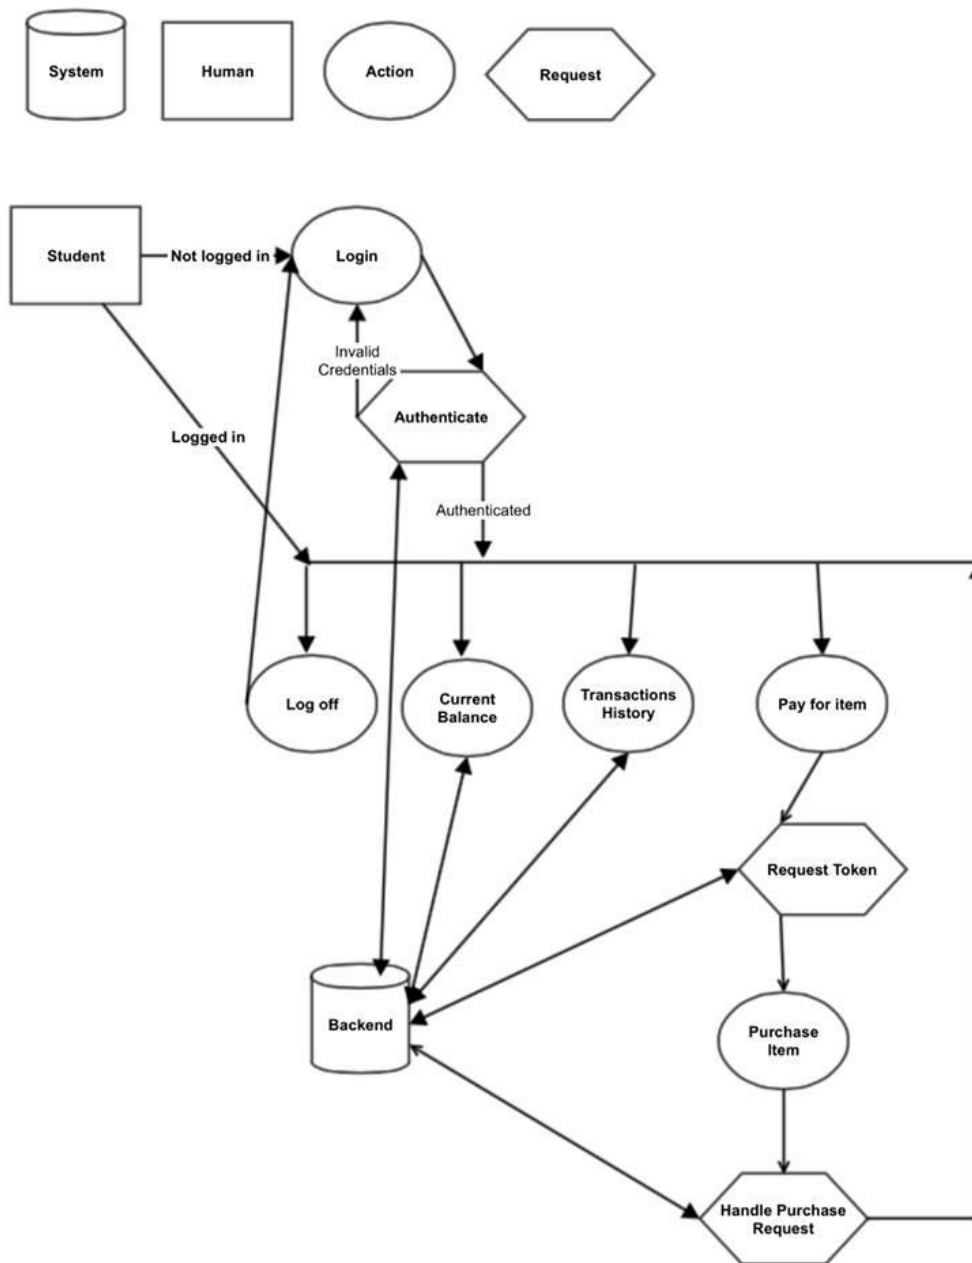 System
Human
Action
Request
Student
Not logged in
Login
Invalid
Credentials
Authenticate
Logged in
Authenticated
Log off
Current
Balance
Transactions
History
Pay for item
Request Token
Backend
Purchase
Item
Handle Purchase
Request